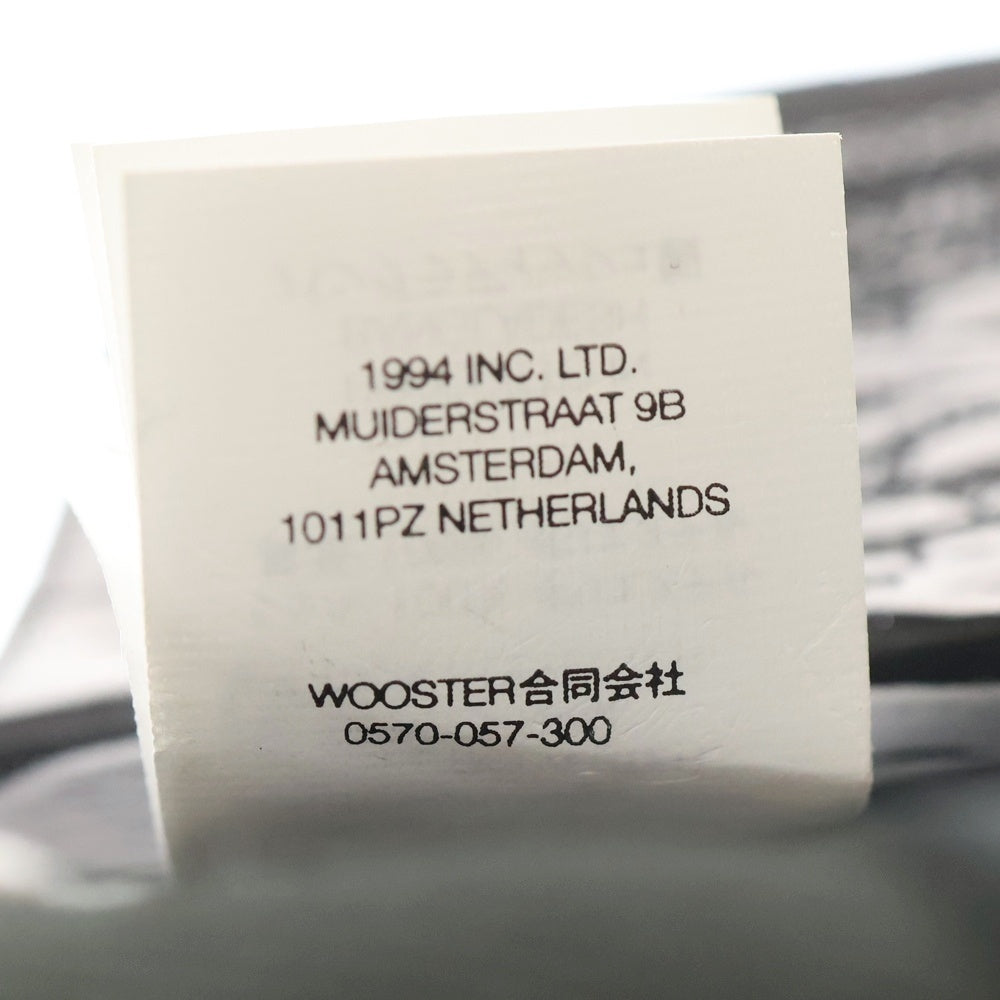 1994 INC. LTD.
MUIDERSTRAAT 9B
AMSTERDAM,
1011PZ NETHERLANDS
WOOSTER合同会社
0570-057-300